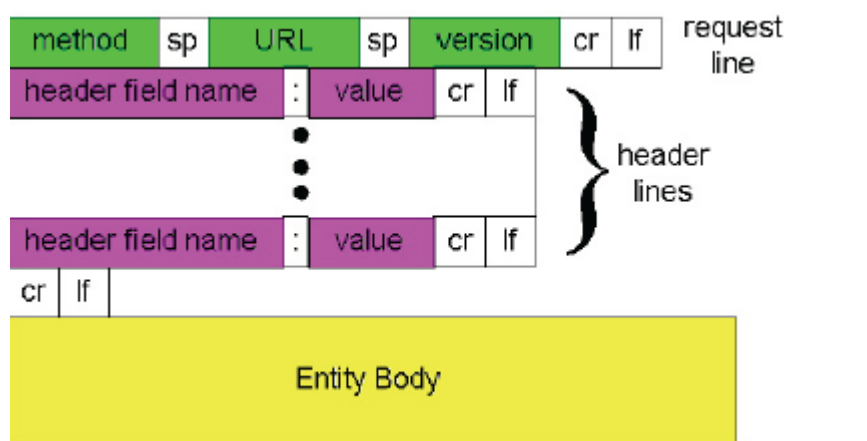 method sp URL sp version cr lf request line
header field name : value cr lf
header lines
header field name : value cr lf
cr lf
Entity Body